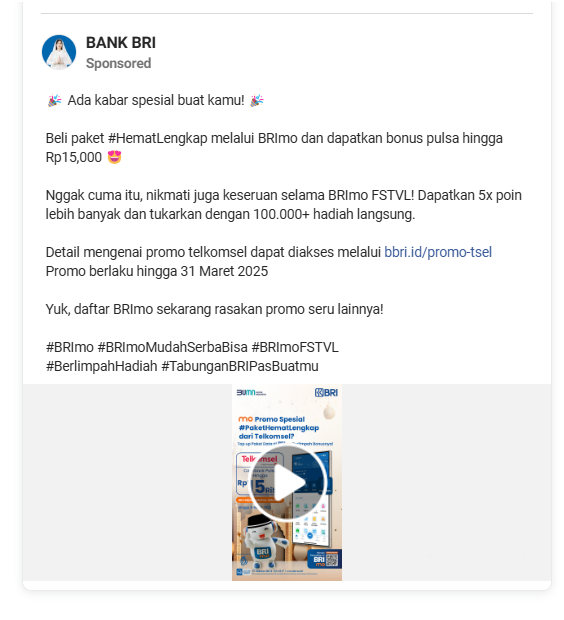 BANK BRI
Sponsored
🎉 Ada kabar spesial buat kamu! 🎉
Beli paket #HematLengkap melalui BRImo dan dapatkan bonus pulsa hingga
Rp15,000 😍
Nggak cuma itu, nikmati juga keseruan selama BRImo FSTVL! Dapatkan 5x poin
lebih banyak dan tukarkan dengan 100.000+ hadiah langsung.
Detail mengenai promo telkomsel dapat diakses melalui bbri.id/promo-tsel
Promo berlaku hingga 31 Maret 2025
Yuk, daftar BRImo sekarang rasakan promo seru lainnya!
#BRImo #BRImoMudahSerbaBisa #BRImoFSTVL
#BerlimpahHadiah #TabunganBRIPasBuatmu
BUMN BRI
mo Promo Spesial
#PaketHematLengkap
dari Telkomsel?
Telkomsel
Rp 15
BRI